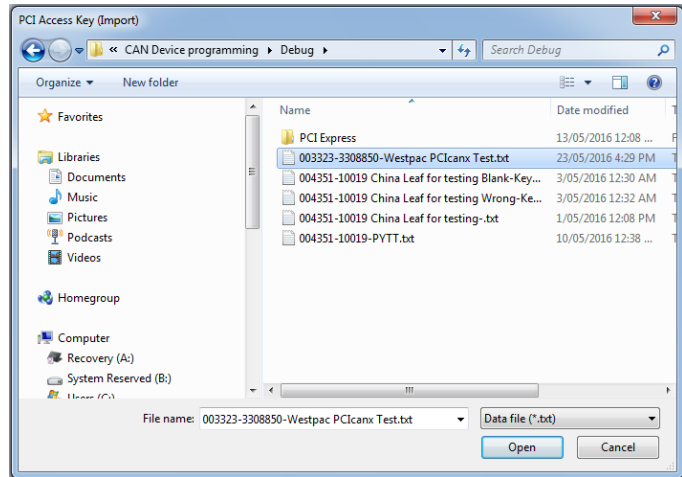 PCI Access Key (Import)
« CAN Device programming ▸ Debug ▸ Search Debug
Organize ▾ New folder
Favorites
Libraries
Documents
Music
Pictures
Podcasts
Videos
Homegroup
Computer
Recovery (A:)
System Reserved (B:)
Users (C:)
Name Date modified T
PCI Express 13/05/2016 12:08 ... F
003323-3308850-Westpac PCIcanx Test.txt 23/05/2016 4:29 PM T
004351-10019 China Leaf for testing Blank-Key... 3/05/2016 12:30 AM T
004351-10019 China Leaf for testing Wrong-Ke... 3/05/2016 12:32 AM T
004351-10019 China Leaf for testing-.txt 1/05/2016 12:08 PM T
004351-10019-PYTT.txt 10/05/2016 12:38 ... T
File name: 003323-3308850-Westpac PCIcanx Test.txt Data file (*.txt)
Open Cancel